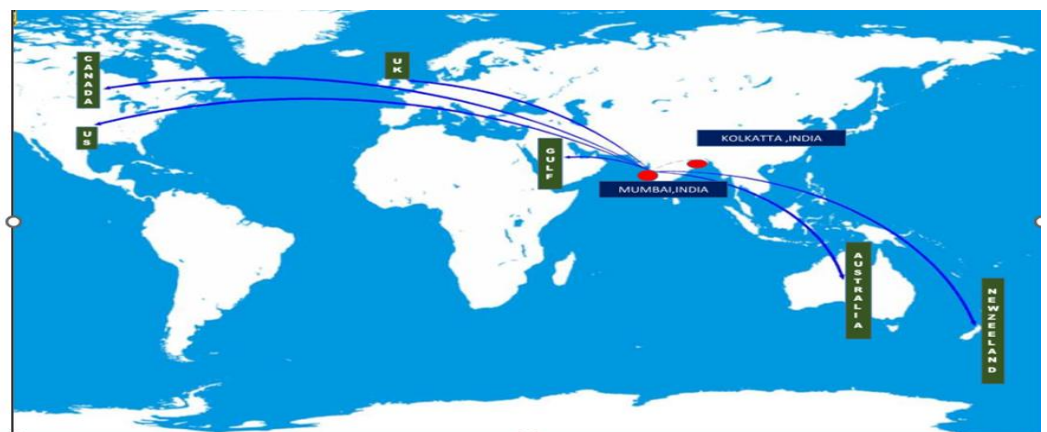 CANADA
UK
US
GULF
KOLKATTA ,INDIA
MUMBAI,INDIA
AUSTRALIA
NEWZEELAND